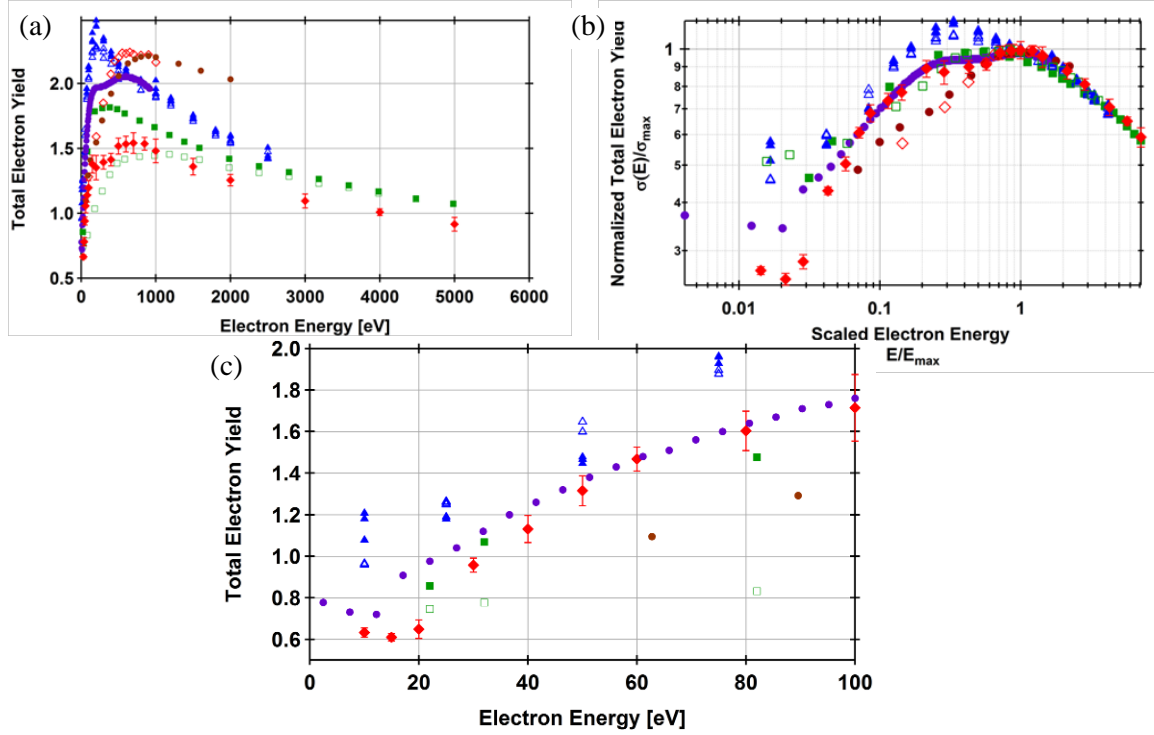 (a)
Total Electron Yield
2.0
1.5
1.0
0.5
0 1000 2000 3000 4000 5000 6000
Electron Energy [eV]
(b)
Normalized Total Electron Yield
σ(E)/σmax
1
9
8
7
6
5
4
3
0.01 0.1 1
Scaled Electron Energy
E/Emax
(c)
Total Electron Yield
2.0
1.8
1.6
1.4
1.2
1.0
0.8
0.6
0 20 40 60 80 100
Electron Energy [eV]